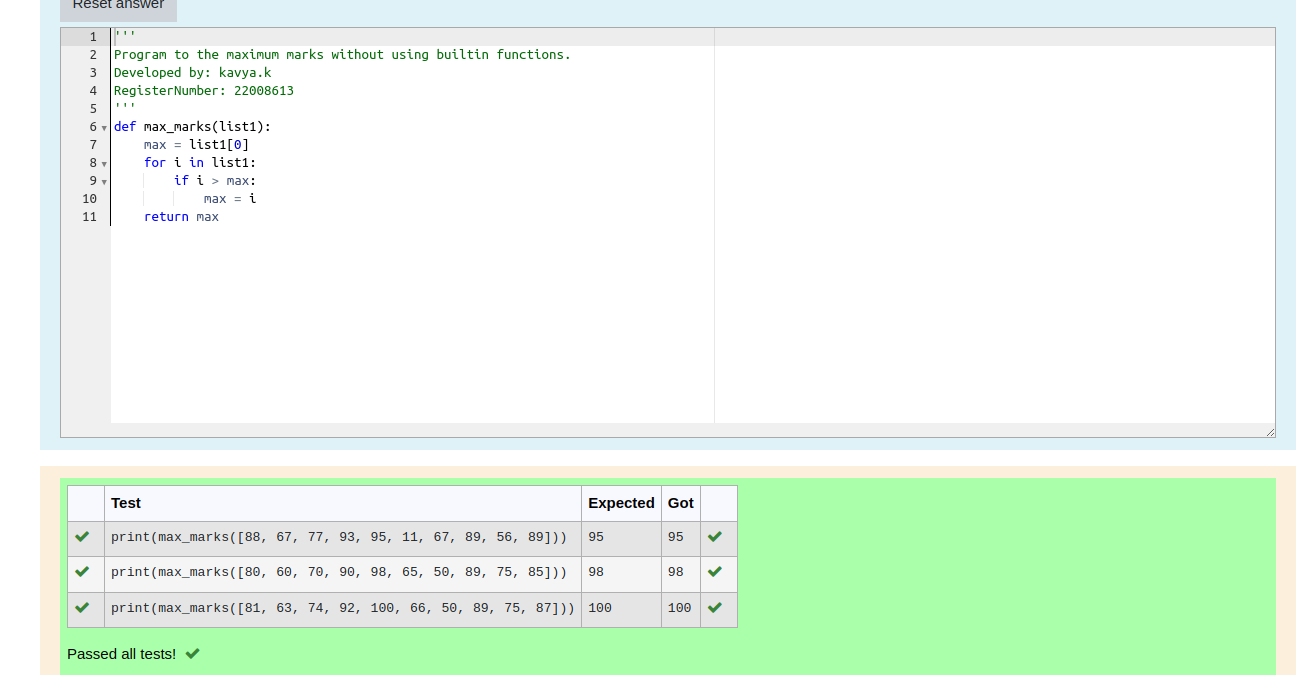 Reset answer
1 '''
2 Program to the maximum marks without using builtin functions.
3 Developed by: kavya.k
4 RegisterNumber: 22008613
5 '''
6 def max_marks(list1):
7     max = list1[0]
8     for i in list1:
9         if i > max:
10             max = i
11     return max
Test Expected Got
print(max_marks([88, 67, 77, 93, 95, 11, 67, 89, 56, 89])) 95 95
print(max_marks([80, 60, 70, 90, 98, 65, 50, 89, 75, 85])) 98 98
print(max_marks([81, 63, 74, 92, 100, 66, 50, 89, 75, 87])) 100 100
Passed all tests!